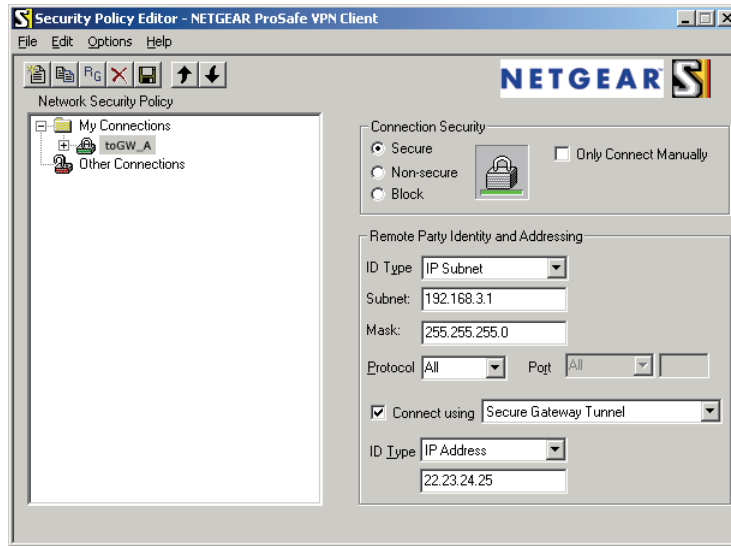 Security Policy Editor - NETGEAR ProSafe VPN Client
File Edit Options Help
RG
NETGEAR
Network Security Policy
My Connections
toGW_A
Other Connections
Connection Security
Secure
Only Connect Manually
Non-secure
Block
Remote Party Identity and Addressing
ID Type IP Subnet
Subnet: 192.168.3.1
Mask: 255.255.255.0
Protocol All Port All
Connect using Secure Gateway Tunnel
ID Type IP Address
22.23.24.25